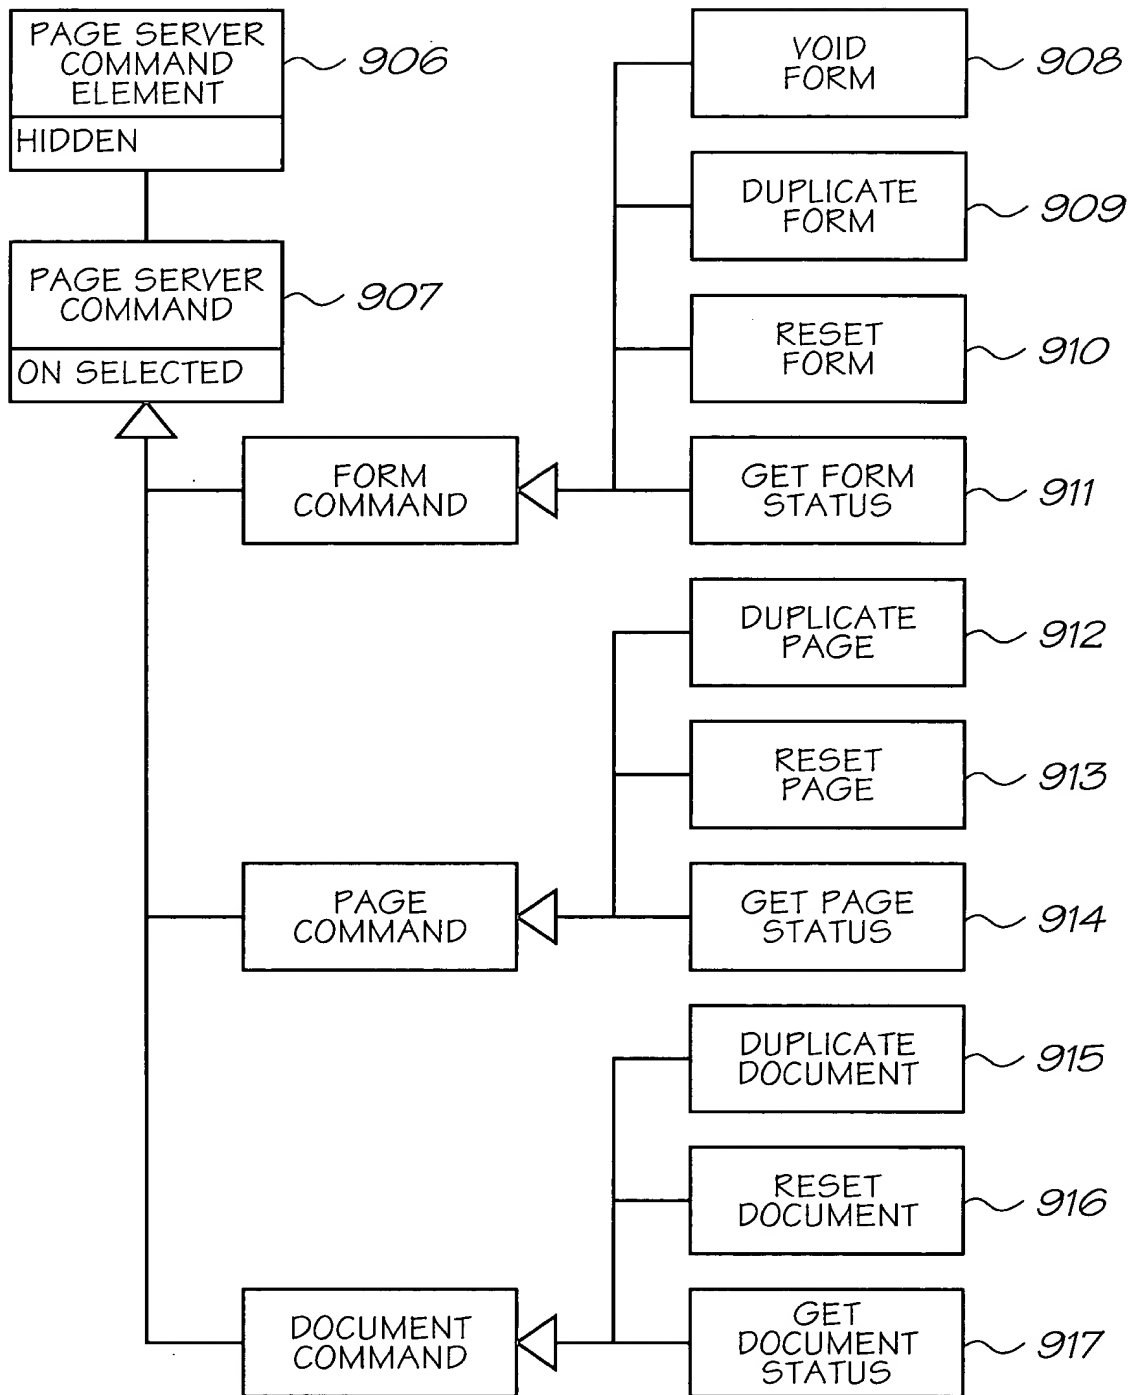 PAGE SERVER
COMMAND
ELEMENT
906
HIDDEN
PAGE SERVER
COMMAND
907
ON SELECTED
FORM
COMMAND
VOID
FORM
908
DUPLICATE
FORM
909
RESET
FORM
910
GET FORM
STATUS
911
PAGE
COMMAND
DUPLICATE
PAGE
912
RESET
PAGE
913
GET PAGE
STATUS
914
DOCUMENT
COMMAND
DUPLICATE
DOCUMENT
915
RESET
DOCUMENT
916
GET
DOCUMENT
STATUS
917